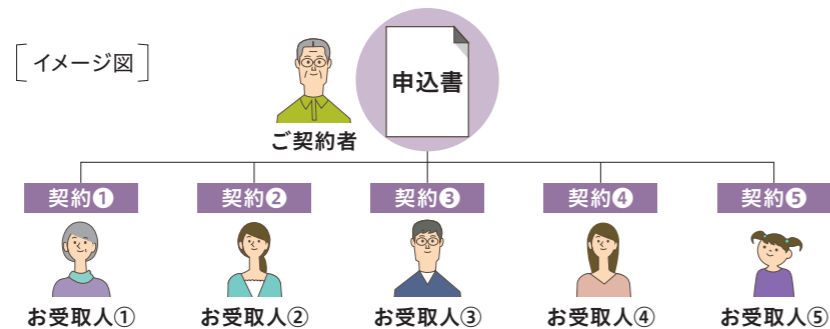 ［イメージ図］
申込書
ご契約者
契約❶
契約❷
契約❸
契約❹
契約❺
お受取人①
お受取人②
お受取人③
お受取人④
お受取人⑤